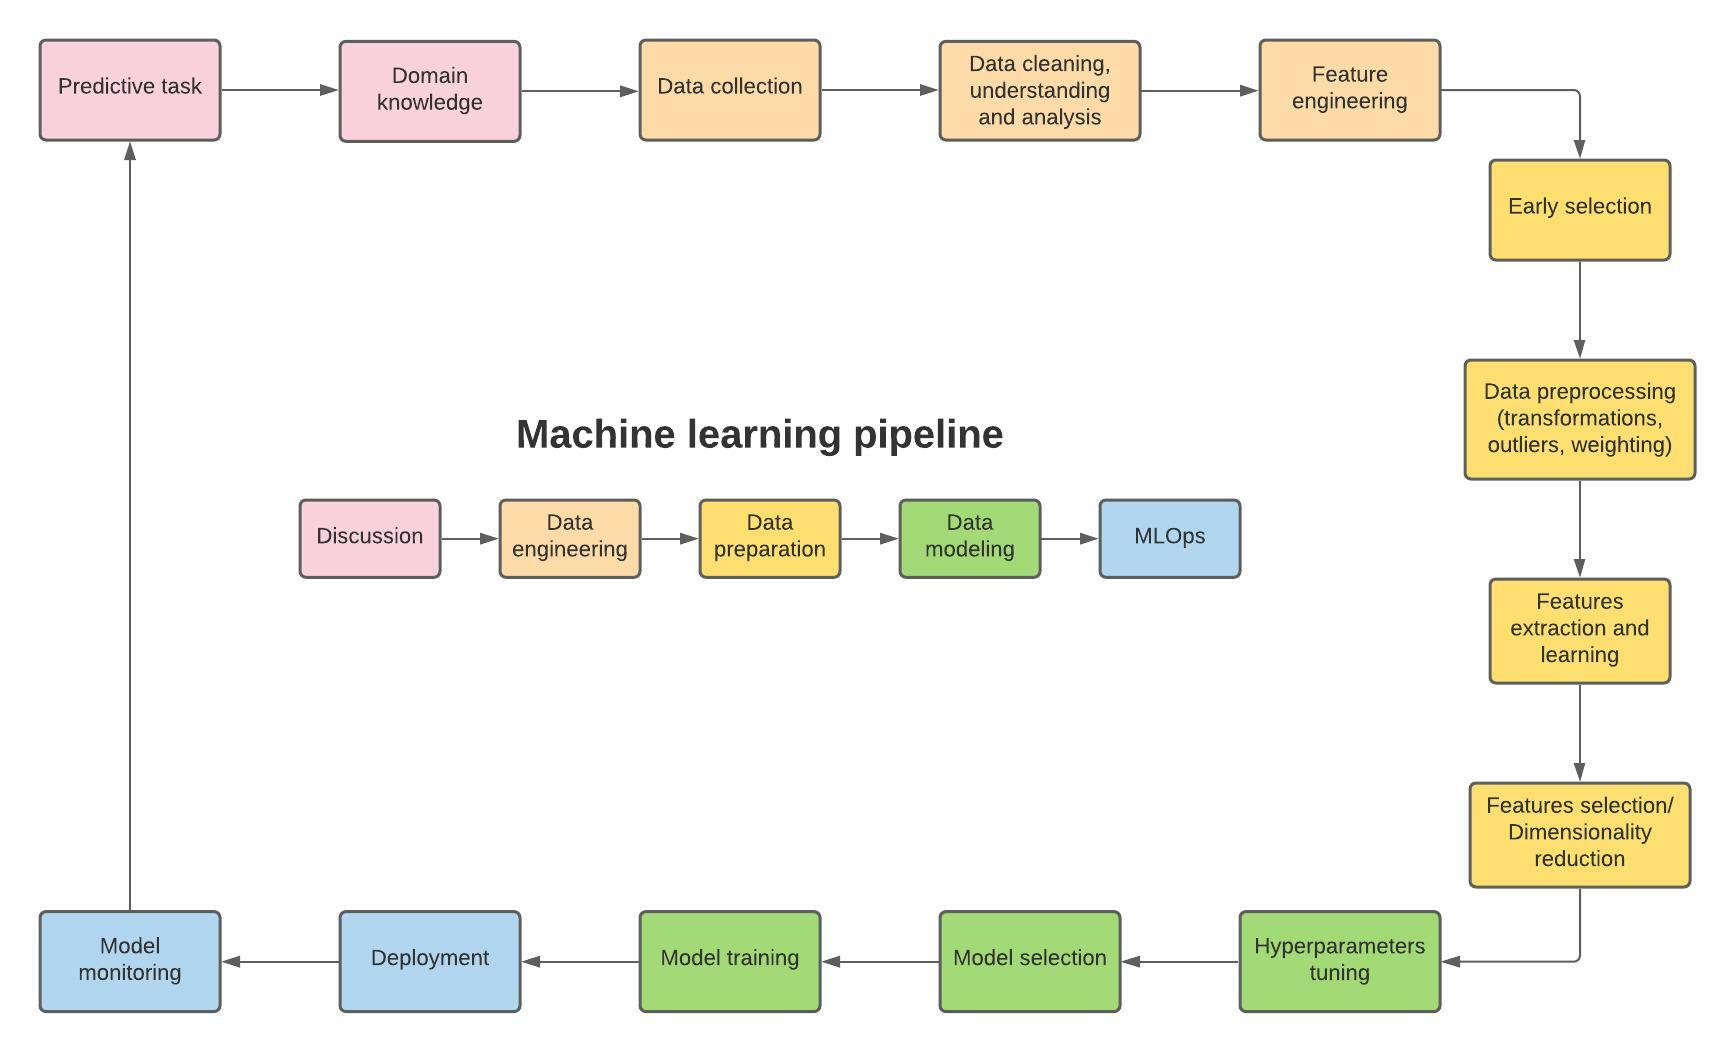 Predictive task
Domain
knowledge
Data collection
Data cleaning,
understanding
and analysis
Feature
engineering
Early selection
Data preprocessing
(transformations,
outliers, weighting)
Machine learning pipeline
Discussion
Data
engineering
Data
preparation
Data
modeling
MLOps
Features
extraction and
learning
Features selection/
Dimensionality
reduction
Hyperparameters
tuning
Model selection
Model training
Deployment
Model
monitoring